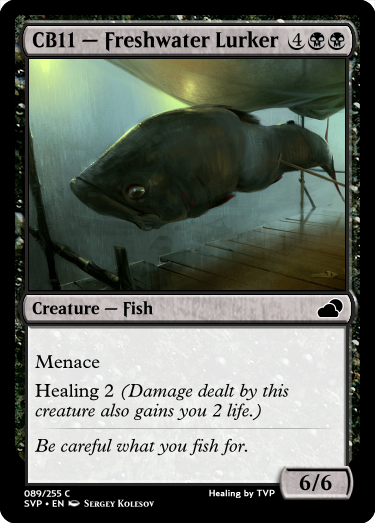 CB11 — Freshwater Lurker 4
Creature — Fish
Menace
Healing 2 (Damage dealt by this
creature also gains you 2 life.)
Be careful what you fish for.
6/6
089/255 C
SVP • EN Sergey Kolesov
Healing by TVP